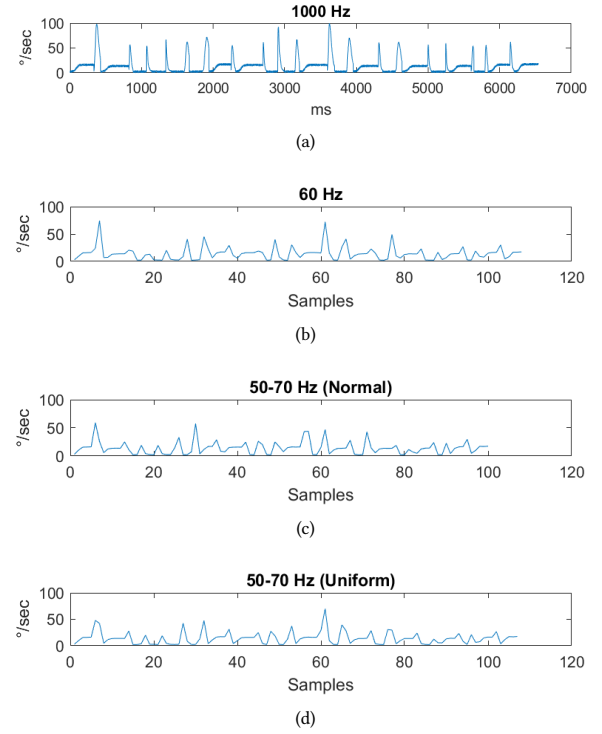 1000 Hz
100
50
0
°/sec
0 1000 2000 3000 4000 5000 6000 7000
ms
(a)
60 Hz
100
50
0
°/sec
0 20 40 60 80 100 120
Samples
(b)
50-70 Hz (Normal)
100
50
0
°/sec
0 20 40 60 80 100 120
Samples
(c)
50-70 Hz (Uniform)
100
50
0
°/sec
0 20 40 60 80 100 120
Samples
(d)